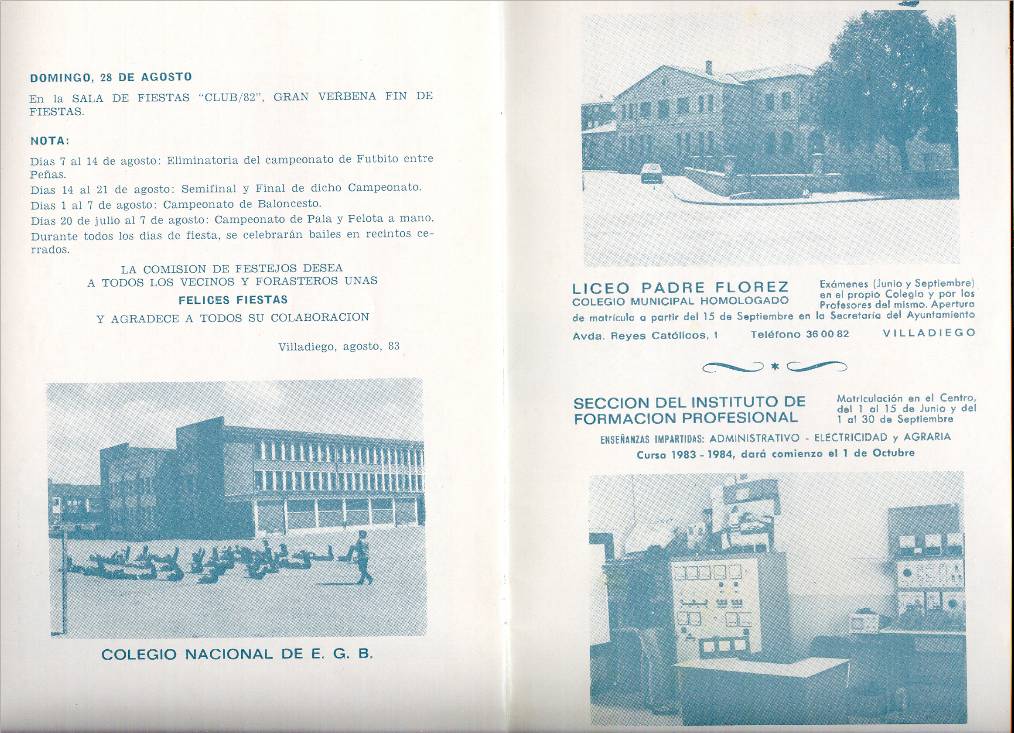 DOMINGO, 28 DE AGOSTO
En la SALA DE FIESTAS "CLUB/82", GRAN VERBENA FIN DE
FIESTAS.
NOTA:
Días 7 al 14 de agosto: Eliminatoria del campeonato de Futbito entre
Peñas.
Días 14 al 21 de agosto: Semifinal y Final de dicho Campeonato.
Días 1 al 7 de agosto: Campeonato de Baloncesto.
Días 20 de julio al 7 de agosto: Campeonato de Pala y Pelota a mano.
Durante todos los días de fiesta, se celebrarán bailes en recintos ce-
rrados.
LA COMISION DE FESTEJOS DESEA
A TODOS LOS VECINOS Y FORASTEROS UNAS
FELICES FIESTAS
Y AGRADECE A TODOS SU COLABORACION
Villadiego, agosto, 83
COLEGIO NACIONAL DE E. G. B.
LICEO PADRE FLOREZ
COLEGIO MUNICIPAL HOMOLOGADO
Exámenes (Junio y Septiembre)
en el propio Colegio y por los
Profesores del mismo. Apertura
de matrícula a partir del 15 de Septiembre en la Secretaría del Ayuntamiento
Avda. Reyes Católicos, 1 Teléfono 36 00 82 VILLADIEGO
SECCION DEL INSTITUTO DE
FORMACION PROFESIONAL
Matriculación en el Centro,
del 1 al 15 de Junio y del
1 al 30 de Septiembre
ENSEÑANZAS IMPARTIDAS: ADMINISTRATIVO - ELECTRICIDAD y AGRARIA
Curso 1983 - 1984, dará comienzo el 1 de Octubre